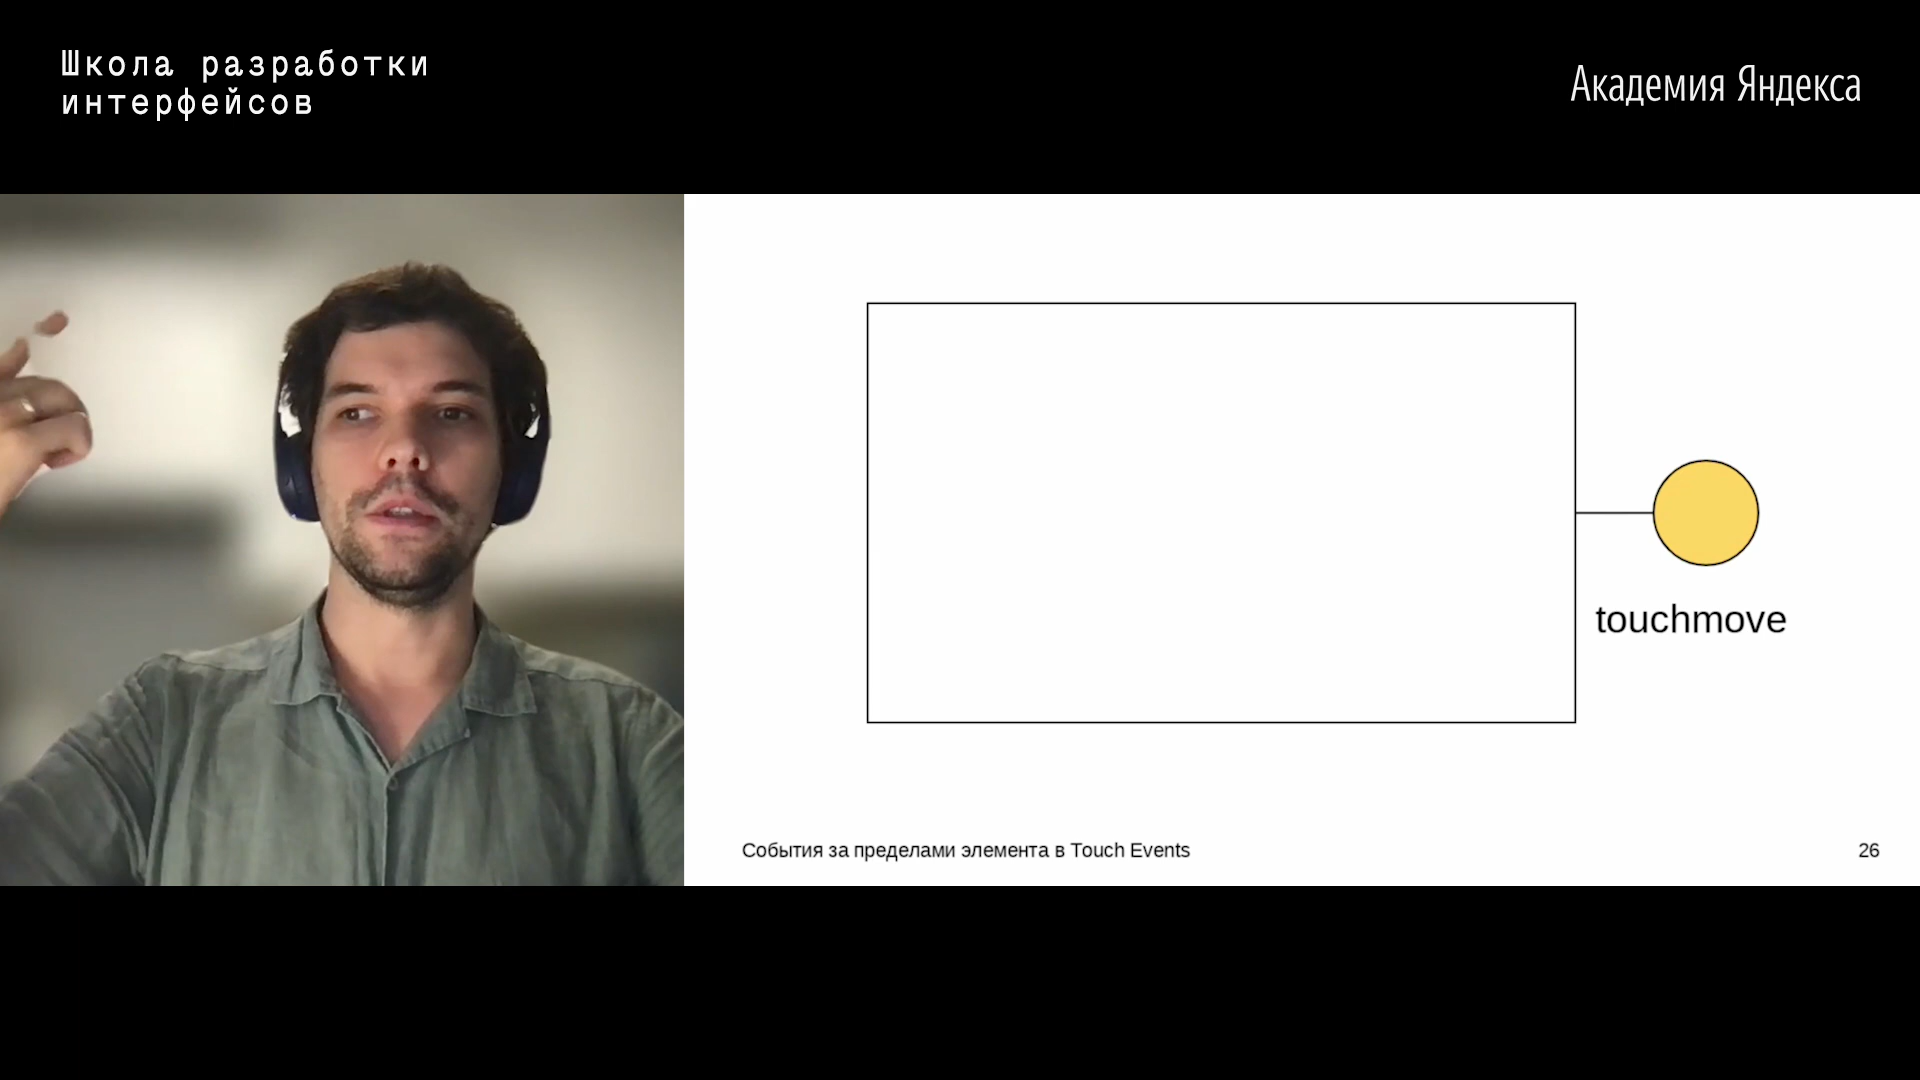 Школа разработки
интерфейсов
Академия Яндекса
touchmove
События за пределами элемента в Touch Events
26